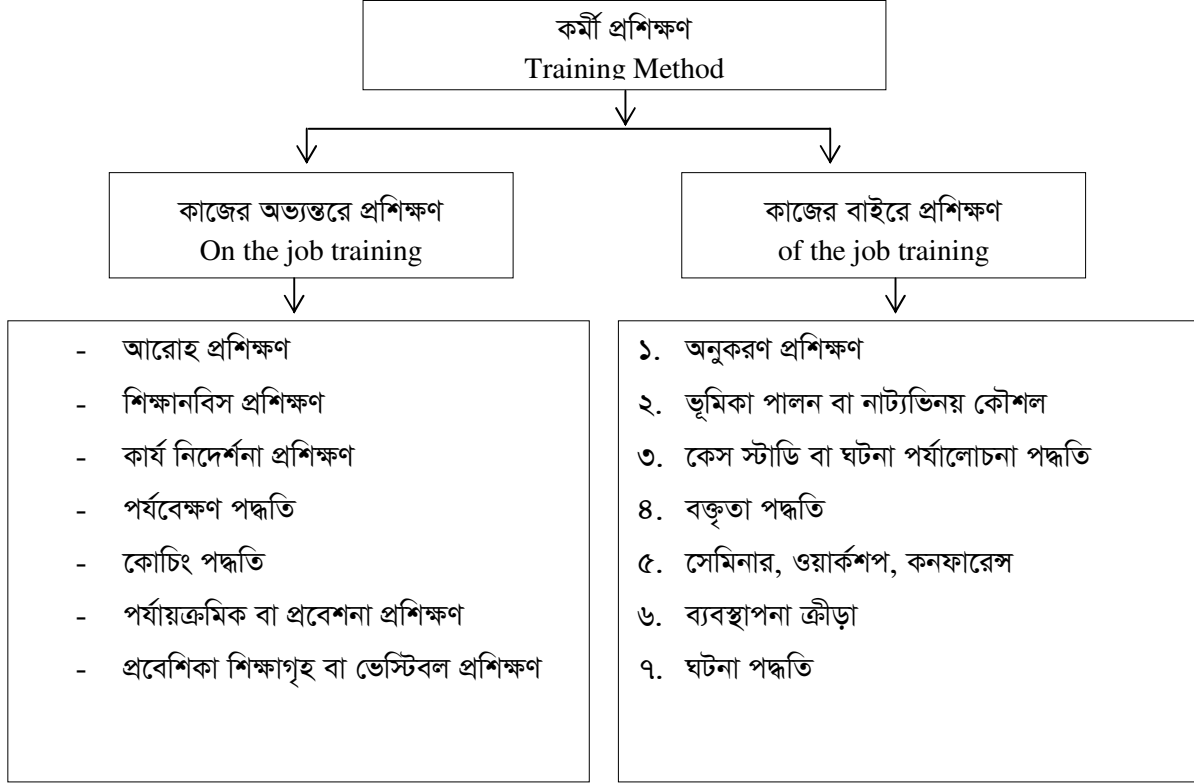 কর্মী প্রশিক্ষণ
Training Method
কাজের অভ্যন্তরে প্রশিক্ষণ
On the job training
কাজের বাইরে প্রশিক্ষণ
of the job training
- আরোহ প্রশিক্ষণ
- শিক্ষানবিস প্রশিক্ষণ
- কার্য নিদের্শনা প্রশিক্ষণ
- পর্যবেক্ষণ পদ্ধতি
- কোচিং পদ্ধতি
- পর্যায়ক্রমিক বা প্রবেশনা প্রশিক্ষণ
- প্রবেশিকা শিক্ষাগৃহ বা ভেস্টিবল প্রশিক্ষণ
১. অনুকরণ প্রশিক্ষণ
২. ভূমিকা পালন বা নাট্যভিনয় কৌশল
৩. কেস স্টাডি বা ঘটনা পর্যালোচনা পদ্ধতি
৪. বক্তৃতা পদ্ধতি
৫. সেমিনার, ওয়ার্কশপ, কনফারেন্স
৬. ব্যবস্থাপনা ক্রীড়া
৭. ঘটনা পদ্ধতি